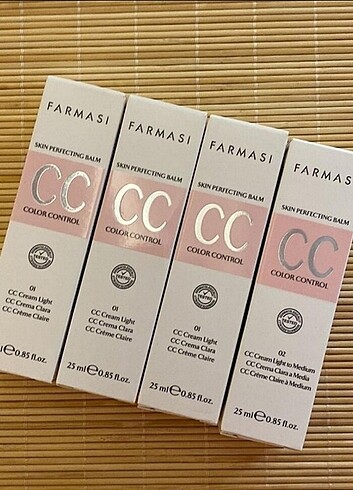 FARMASI
SKIN PERFECTING BALM
CC
COLOR CONTROL
01
CC Cream Light
CC Crema Clara
CC Crème Claire
ml e 0.85 fl.oz.
FARMASI
SKIN PERFECTING BALM
CC
COLOR CONTROL
01
CC Cream Light
CC Crema Clara
CC Crème Claire
25 ml e 0.85 fl.oz.
FARMASI
SKIN PERFECTING BALM
CC
COLOR CONTROL
01
CC Cream Light
CC Crema Clara
CC Crème Claire
25 ml e 0.85 fl.oz.
FARMASI
SKIN PERFECTING BALM
CC
COLOR CONTROL
TESTED
02
CC Cream Light to Medium
CC Crema Clara a Media
CC Crème Claire à Medium
25 ml e 0.85 fl.oz.